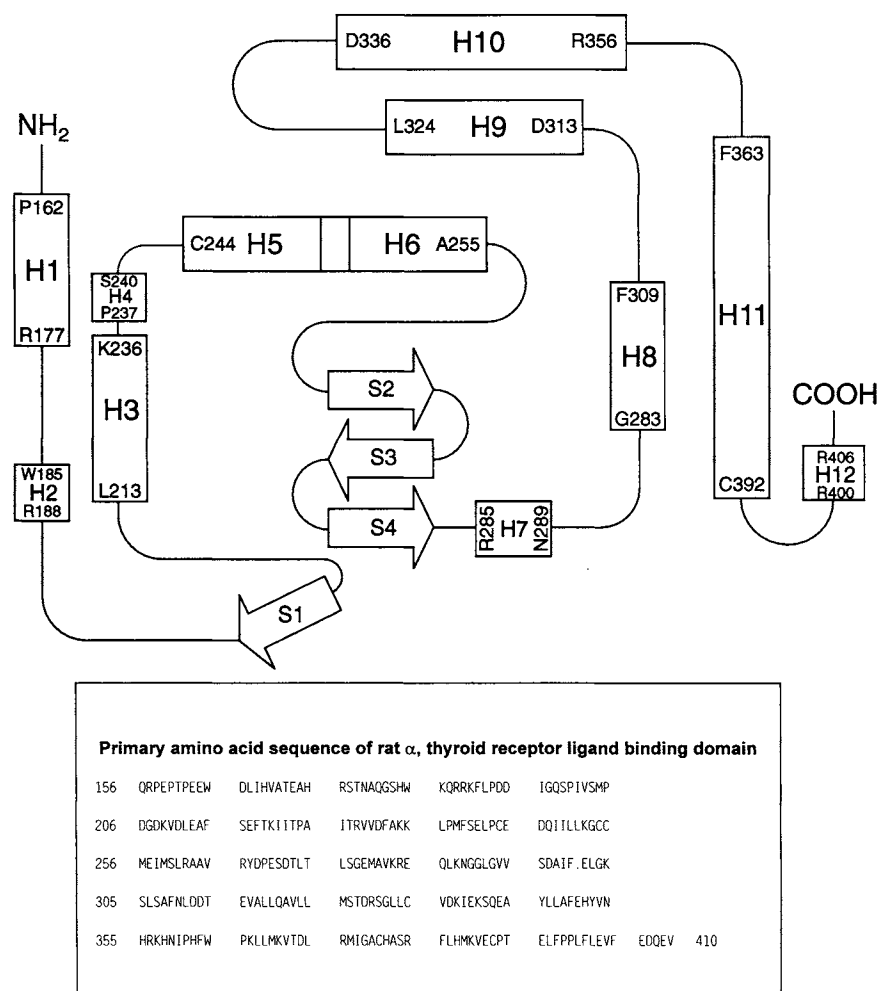 D336 H10 R356
NH2
L324 H9 D313
F363
P162
H1
R177
C244 H5 H6 A255
S240
H4
P237
K236
H3
L213
F309
H8
G283
H11
C392
COOH
R406
H12
R400
W185
H2
R188
S2
S3
S4
R285
H7
N289
S1
Primary amino acid sequence of rat α, thyroid receptor ligand binding domain
156 QRPEPTPEEW DLIHVATEAH RSTNAQGSHW KQRRKFLPDD IGQSPIVSMP
206 DGDKVDLEAF SEFTKIITPA ITRVVDFAKK LPMFSELPCE DQIILLKGCC
256 MEIMSLRAAV RYDPESDTLT LSGEMAVKRE QLKNGGLGVV SDAIF.ELGK
305 SLSAFNLDDT EVALLQAVLL MSTDRSGLLC VDKIEKSQEA YLLAFEHYVN
355 HRKHNIPHFW PKLLMKVTDL RMIGACHASR FLHMKVECPT ELFPPLFLEVF EDQEV 410